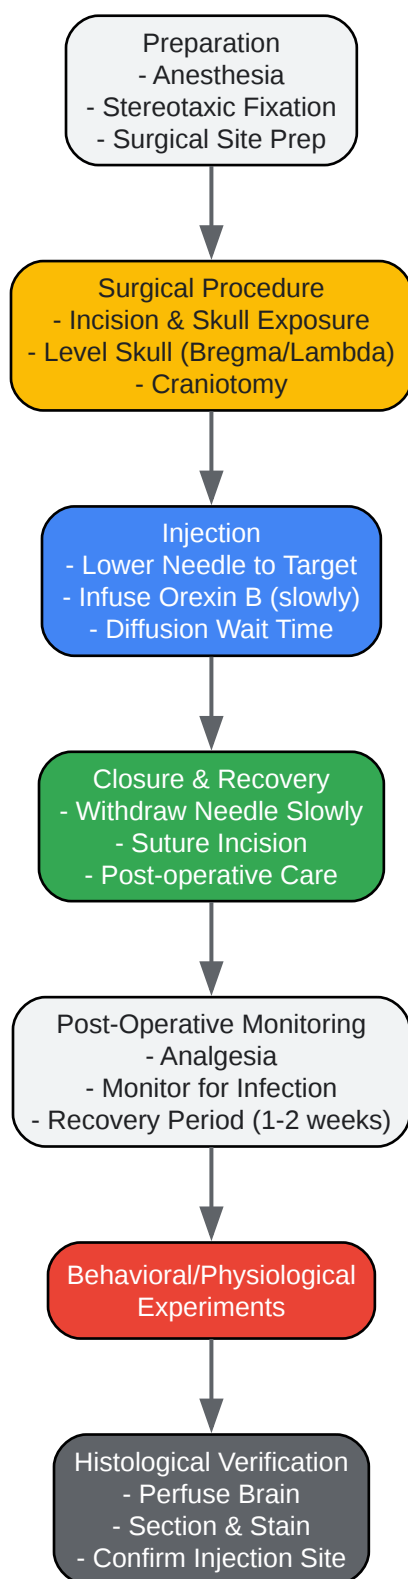 Preparation
- Anesthesia
- Stereotaxic Fixation
- Surgical Site Prep
Surgical Procedure
- Incision & Skull Exposure
- Level Skull (Bregma/Lambda)
- Craniotomy
Injection
- Lower Needle to Target
- Infuse Orexin B (slowly)
- Diffusion Wait Time
Closure & Recovery
- Withdraw Needle Slowly
- Suture Incision
- Post-operative Care
Post-Operative Monitoring
- Analgesia
- Monitor for Infection
- Recovery Period (1-2 weeks)
Behavioral/Physiological
Experiments
Histological Verification
- Perfuse Brain
- Section & Stain
- Confirm Injection Site